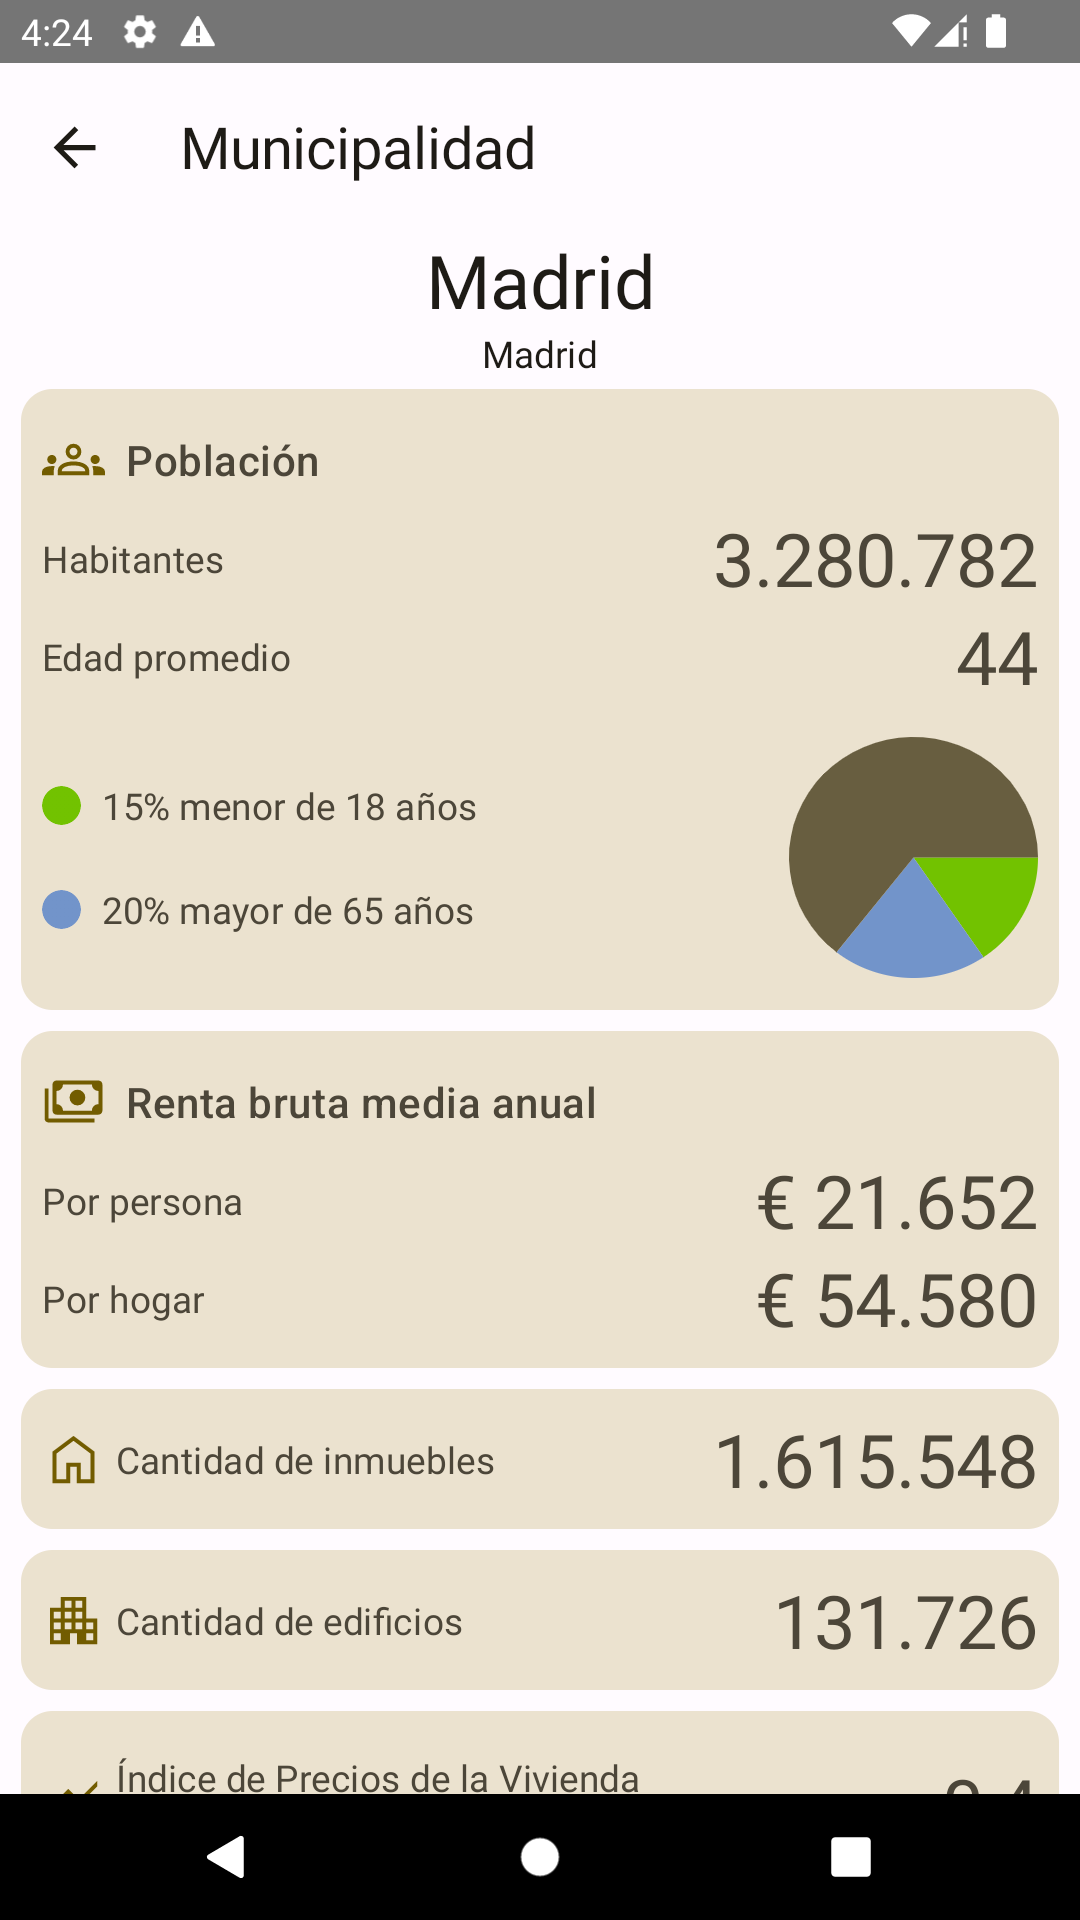 4:24
Municipalidad
Madrid
Madrid
Población
Habitantes 3.280.782
Edad promedio 44
15% menor de 18 años
20% mayor de 65 años
Renta bruta media anual
Por persona € 21.652
Por hogar € 54.580
Cantidad de inmuebles 1.615.548
Cantidad de edificios 131.726
Índice de Precios de la Vivienda